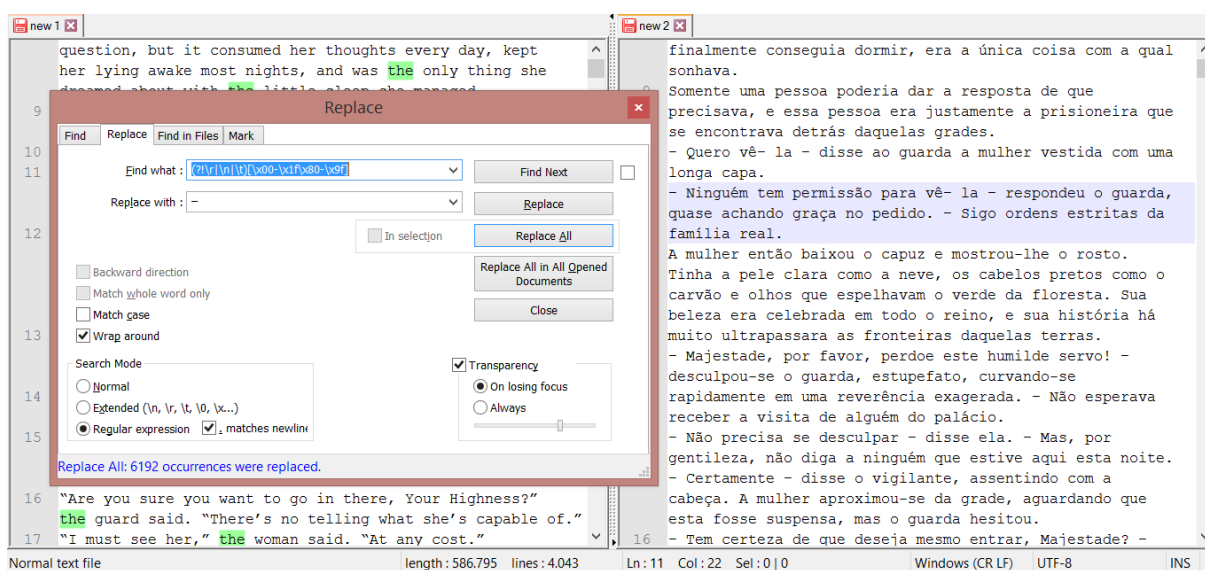 new 1
new 2
question, but it consumed her thoughts every day, kept
her lying awake most nights, and was the only thing she
dreamed about with the little sleep she managed.
9
10
11
12
13
14
15
16
“Are you sure you want to go in there, Your Highness?”
the guard said. “There’s no telling what she’s capable of.”
17
“I must see her,” the woman said. “At any cost.”
Replace
Find
Replace
Find in Files
Mark
Find what :
(?!\r|\n|\t)[\x00-\x1f\x80-\x9f]
Find Next
Replace with :
–
Replace
In selection
Replace All
Replace All in All Opened
Documents
Close
Backward direction
Match whole word only
Match case
Wrap around
Search Mode
Normal
Extended (\n, \r, \t, \0, \x...)
Regular expression
. matches newline
Transparency
On losing focus
Always
Replace All: 6192 occurrences were replaced.
finalmente conseguia dormir, era a única coisa com a qual
sonhava.
Somente uma pessoa poderia dar a resposta de que
precisava, e essa pessoa era justamente a prisioneira que
se encontrava detrás daquelas grades.
– Quero vê– la – disse ao guarda a mulher vestida com uma
longa capa.
– Ninguém tem permissão para vê– la – respondeu o guarda,
quase achando graça no pedido. – Sigo ordens estritas da
família real.
A mulher então baixou o capuz e mostrou-lhe o rosto.
Tinha a pele clara como a neve, os cabelos pretos como o
carvão e olhos que espelhavam o verde da floresta. Sua
beleza era celebrada em todo o reino, e sua história há
muito ultrapassara as fronteiras daquelas terras.
– Majestade, por favor, perdoe este humilde servo! –
desculpou-se o guarda, estupefato, curvando-se
rapidamente em uma reverência exagerada. – Não esperava
receber a visita de alguém do palácio.
– Não precisa se desculpar – disse ela. – Mas, por
gentileza, não diga a ninguém que estive aqui esta noite.
– Certamente – disse o vigilante, assentindo com a
cabeça. A mulher aproximou-se da grade, aguardando que
esta fosse suspensa, mas o guarda hesitou.
16
– Tem certeza de que deseja mesmo entrar, Majestade? –
Normal text file
length : 586.795 lines : 4.043
Ln : 11 Col : 22 Sel : 0 | 0
Windows (CR LF)
UTF-8
INS